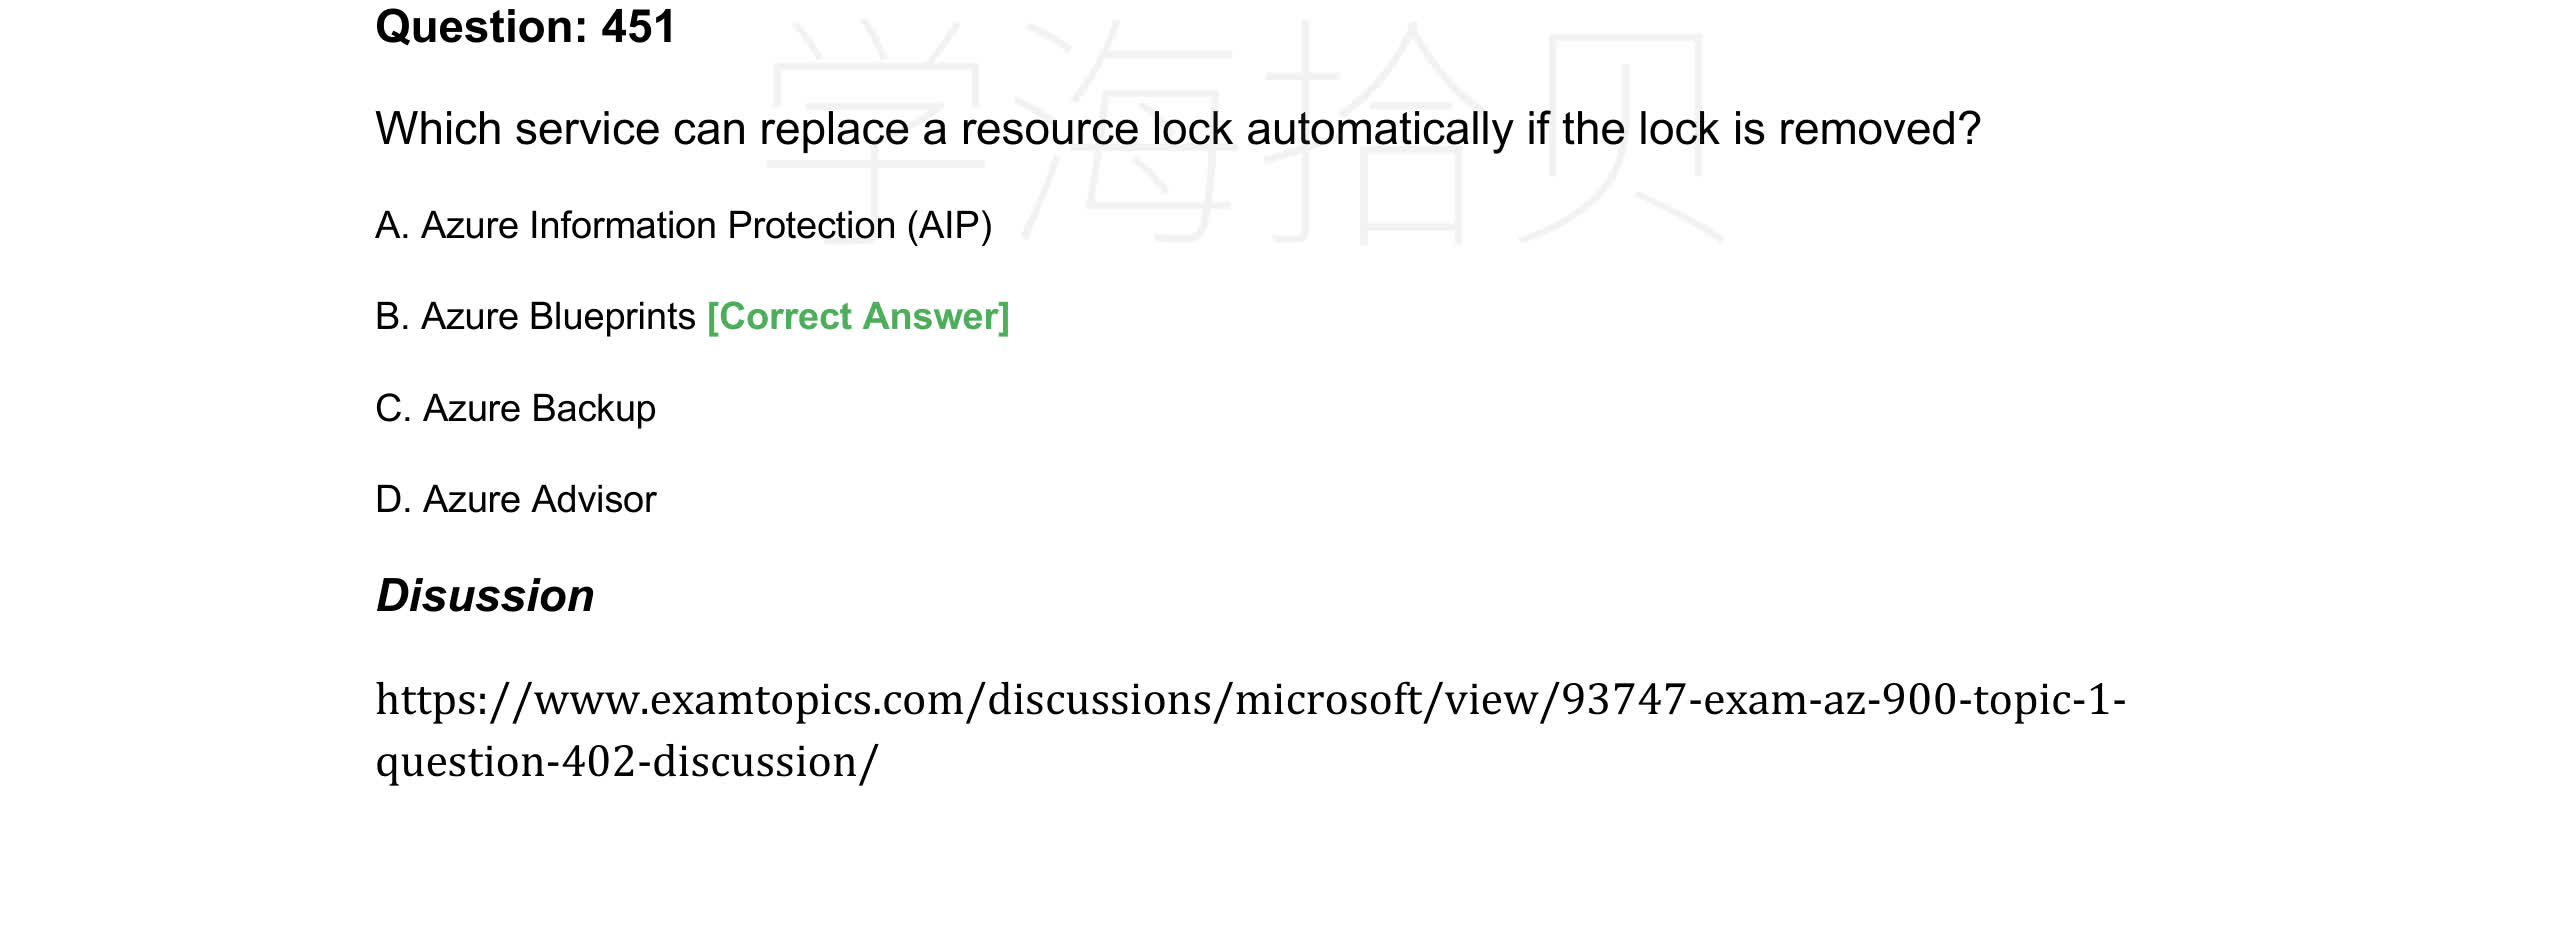 Question: 451
学海拾贝
Which service can replace a resource lock automatically if the lock is removed?
A. Azure Information Protection (AIP)
B. Azure Blueprints [Correct Answer]
C. Azure Backup
D. Azure Advisor
Disussion
https://www.examtopics.com/discussions/microsoft/view/93747-exam-az-900-topic-1-
question-402-discussion/